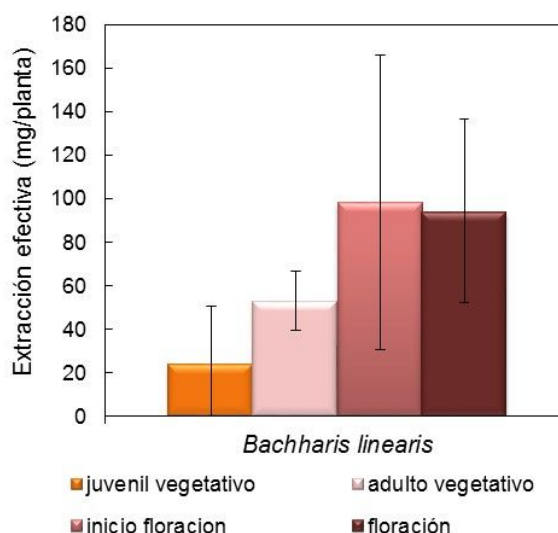 180
160
140
120
100
80
60
40
20
0
Extracción efectiva (mg/planta)
Bachharis linearis
juvenil vegetativo adulto vegetativo
inicio floracion floración